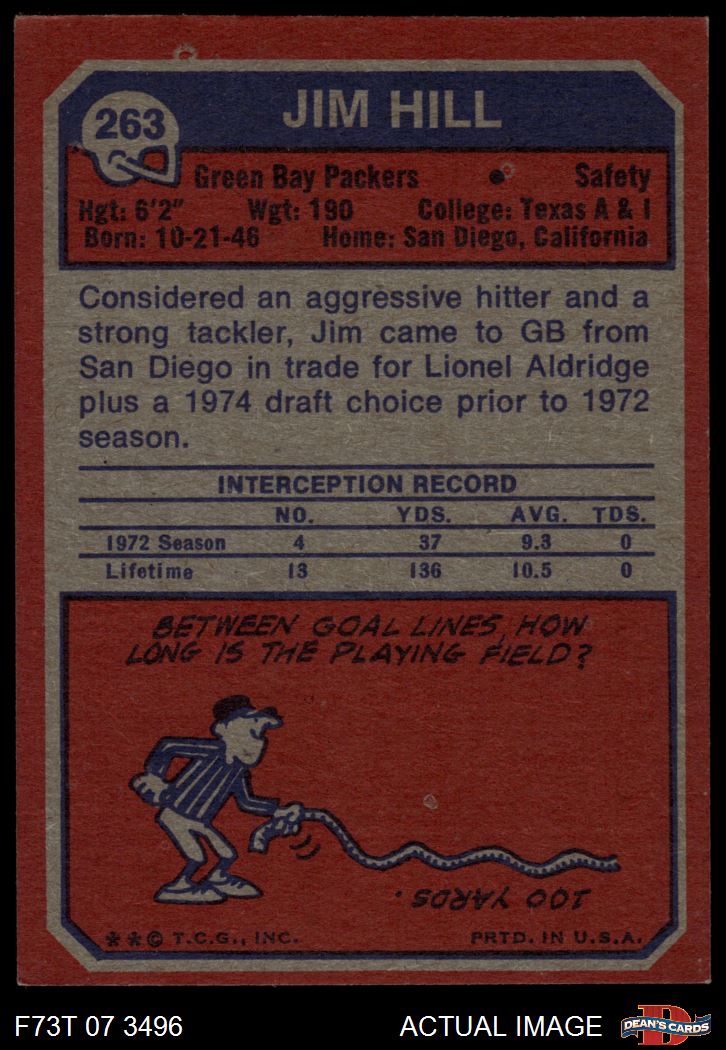 263
JIM HILL
Green Bay Packers • Safety
Hgt: 6'2" Wgt: 190 College: Texas A & I
Born: 10-21-46 Home: San Diego, California
Considered an aggressive hitter and a
strong tackler, Jim came to GB from
San Diego in trade for Lionel Aldridge
plus a 1974 draft choice prior to 1972
season.
INTERCEPTION RECORD
NO. YDS. AVG. TDS.
1972 Season 4 37 9.3 0
Lifetime 13 136 10.5 0
BETWEEN GOAL LINES, HOW
LONG IS THE PLAYING FIELD?
100 YARDS.
** © T.C.G., INC. PRTD. IN U.S.A.
F73T 07 3496 ACTUAL IMAGE D DEAN'S CARDS